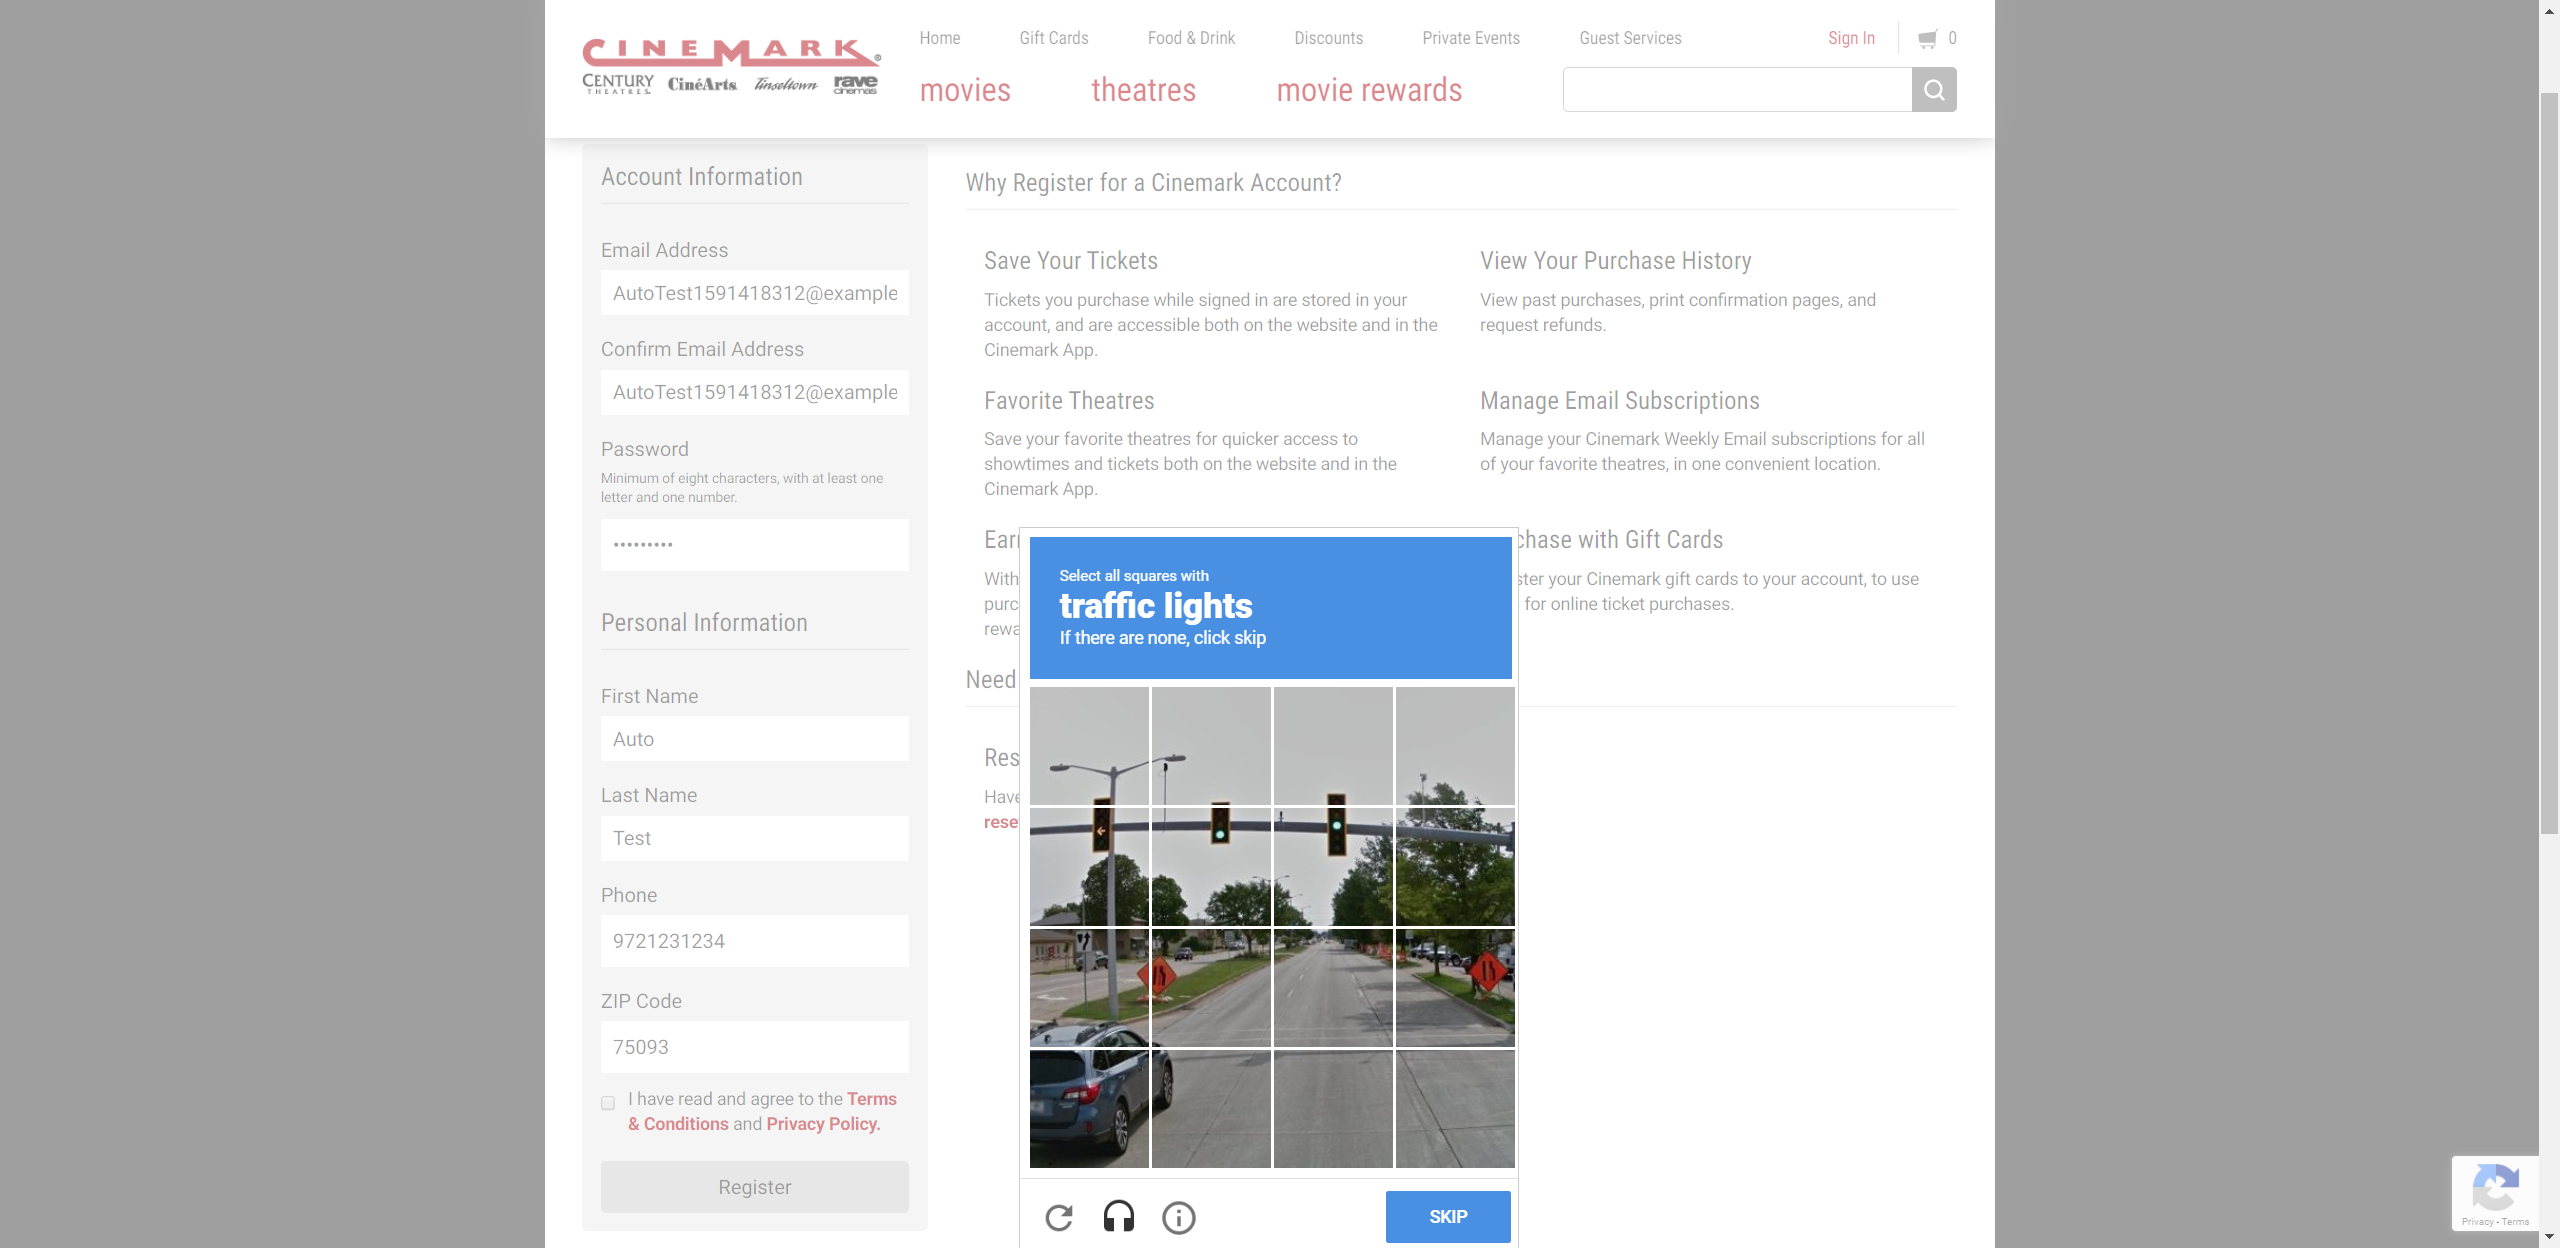 CINEMARK®
CENTURY THEATRES. CinéArts Tinseltown rave cinemas
Home
Gift Cards
Food & Drink
Discounts
Private Events
Guest Services
Sign In
0
movies
theatres
movie rewards
Account Information
Email Address
AutoTest1591418312@example
Confirm Email Address
AutoTest1591418312@example
Password
Minimum of eight characters, with at least one
letter and one number.
•••••••••
Personal Information
First Name
Auto
Last Name
Test
Phone
9721231234
ZIP Code
75093
I have read and agree to the Terms
& Conditions and Privacy Policy.
Register
Why Register for a Cinemark Account?
Save Your Tickets
Tickets you purchase while signed in are stored in your
account, and are accessible both on the website and in the
Cinemark App.
View Your Purchase History
View past purchases, print confirmation pages, and
request refunds.
Favorite Theatres
Save your favorite theatres for quicker access to
showtimes and tickets both on the website and in the
Cinemark App.
Manage Email Subscriptions
Manage your Cinemark Weekly Email subscriptions for all
of your favorite theatres, in one convenient location.
Ear
With
purc
rewa
chase with Gift Cards
ster your Cinemark gift cards to your account, to use
for online ticket purchases.
Need
Res
Have
rese
Select all squares with
traffic lights
If there are none, click skip
SKIP
Privacy - Terms